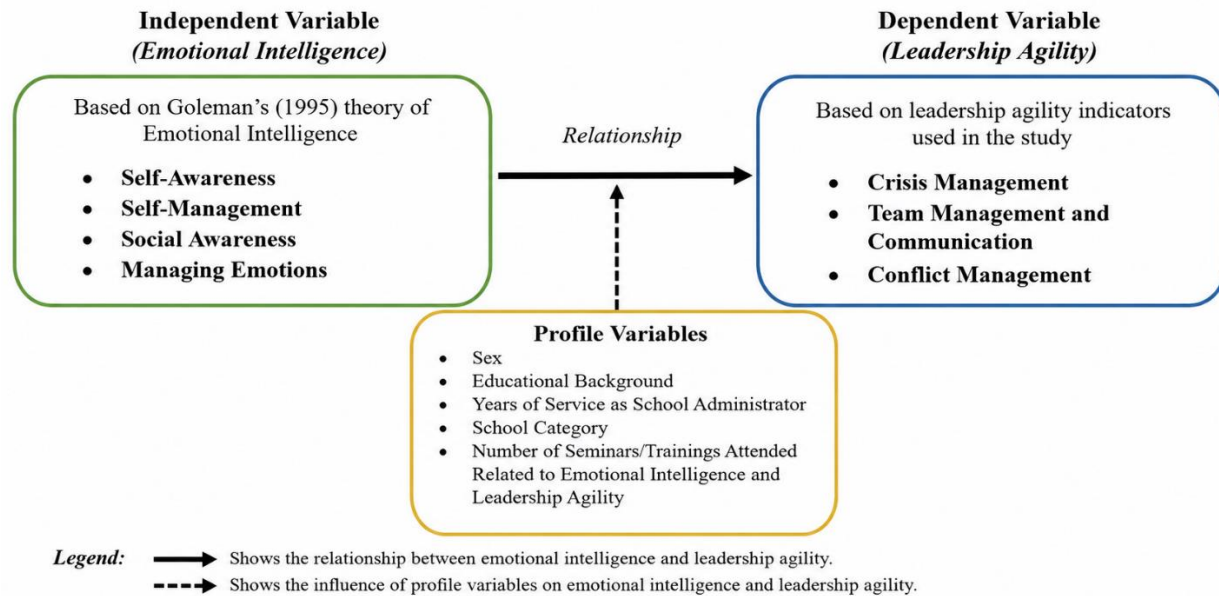 Independent Variable
(Emotional Intelligence)
Based on Goleman's (1995) theory of
Emotional Intelligence
• Self-Awareness
• Self-Management
• Social Awareness
• Managing Emotions
Relationship
Dependent Variable
(Leadership Agility)
Based on leadership agility indicators
used in the study
• Crisis Management
• Team Management and
Communication
• Conflict Management
Profile Variables
• Sex
• Educational Background
• Years of Service as School Administrator
• School Category
• Number of Seminars/Trainings Attended
Related to Emotional Intelligence and
Leadership Agility
Legend:
Shows the relationship between emotional intelligence and leadership agility.
Shows the influence of profile variables on emotional intelligence and leadership agility.